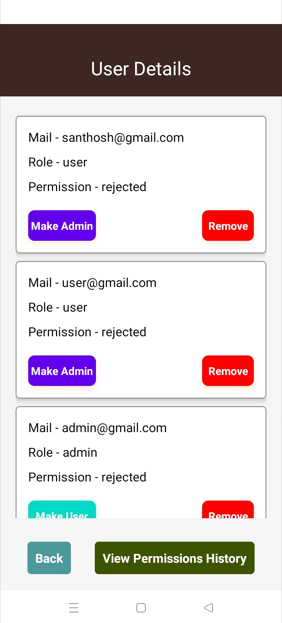 User Details
Mail - santhosh@gmail.com
Role - user
Permission - rejected
Make Admin Remove
Mail - user@gmail.com
Role - user
Permission - rejected
Make Admin Remove
Mail - admin@gmail.com
Role - admin
Permission - rejected
Make User Remove
Back View Permissions History